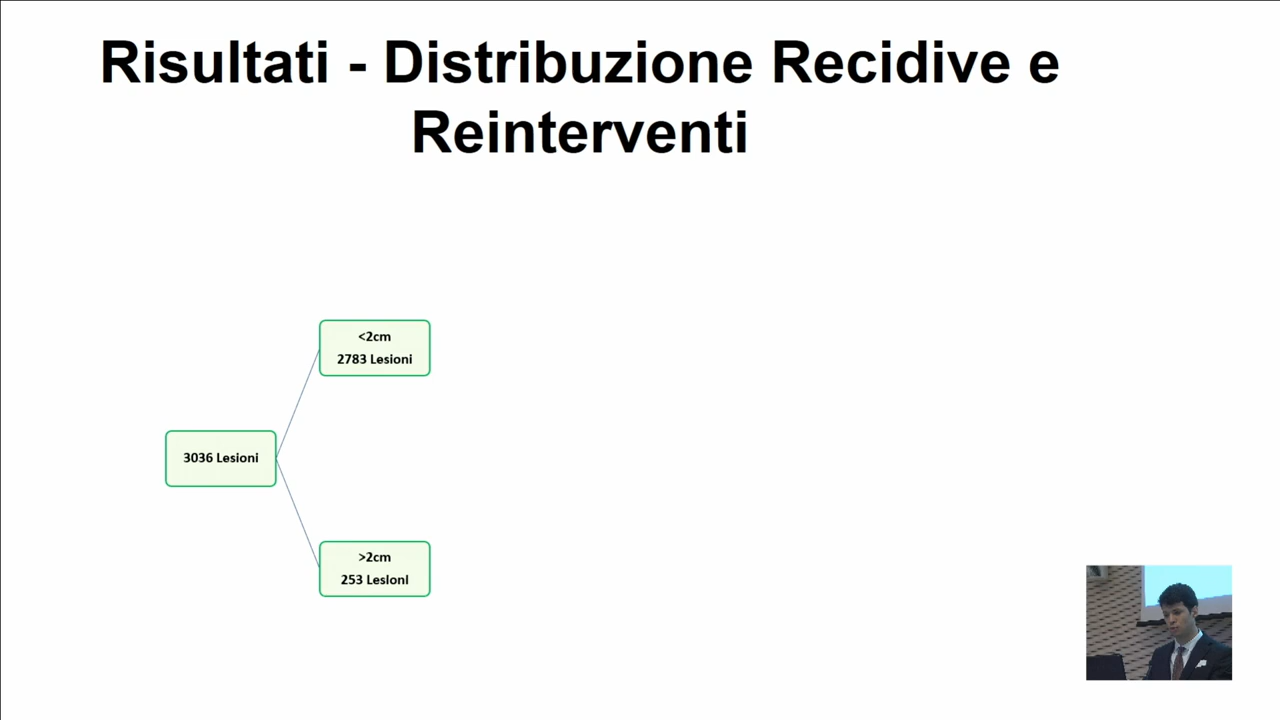 Risultati - Distribuzione Recidive e
Reinterventi
<2cm
2783 Lesioni
3036 Lesioni
>2cm
253 Lesioni